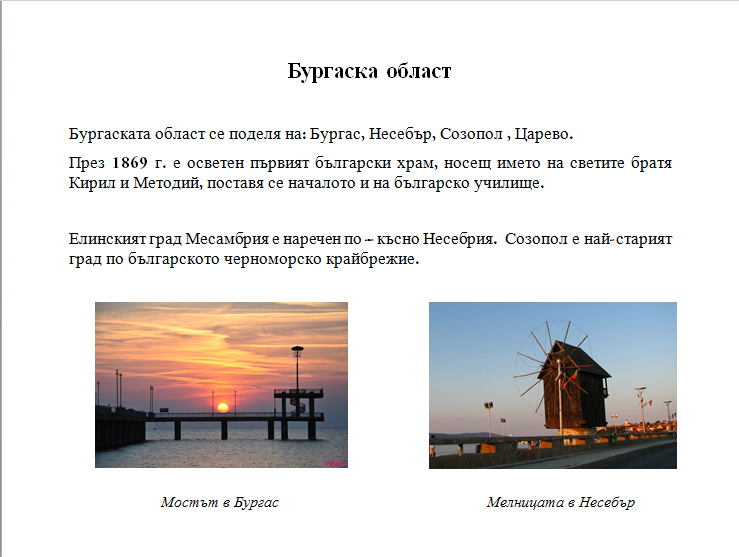 Бургаска област
Бургаската област се поделя на: Бургас, Несебър, Созопол , Царево.
През 1869 г. е осветен първият български храм, носещ името на светите братя
Кирил и Методий, поставя се началото и на българско училище.
Елинският град Месамбрия е наречен по – късно Несебрия. Созопол е най-старият
град по българското черноморско крайбрежие.
Мостът в Бургас
Мелницата в Несебър